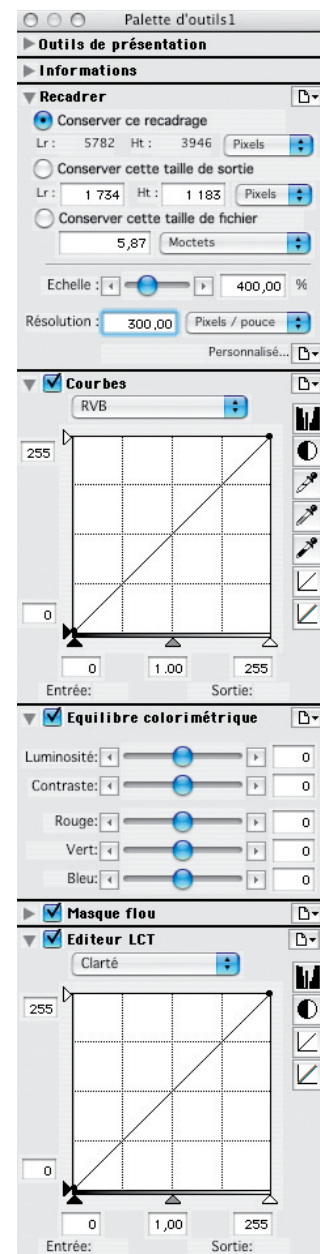 Palette d'outils1
Outils de présentation
Informations
Recadrer
Conserver ce recadrage
Lr : 5782 Ht : 3946 Pixels
Conserver cette taille de sortie
Lr : 1 734 Ht : 1 183 Pixels
Conserver cette taille de fichier
5,87 Moctets
Echelle : 400,00 %
Résolution : 300,00 Pixels / pouce
Personnalisé...
Courbes
RVB
255
0
0 1.00 255
Entrée: Sortie:
Equilibre colorimétrique
Luminosité: 0
Contraste: 0
Rouge: 0
Vert: 0
Bleu: 0
Masque flou
Editeur LCT
Clarté
255
0
0 1,00 255
Entrée: Sortie: